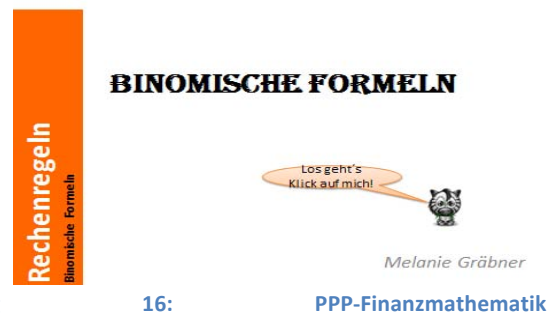 Rechenregeln
Binomische Formeln
BINOMISCHE FORMELN
Los geht's
Klick auf mich!
Melanie Gräbner
16: PPP-Finanzmathematik